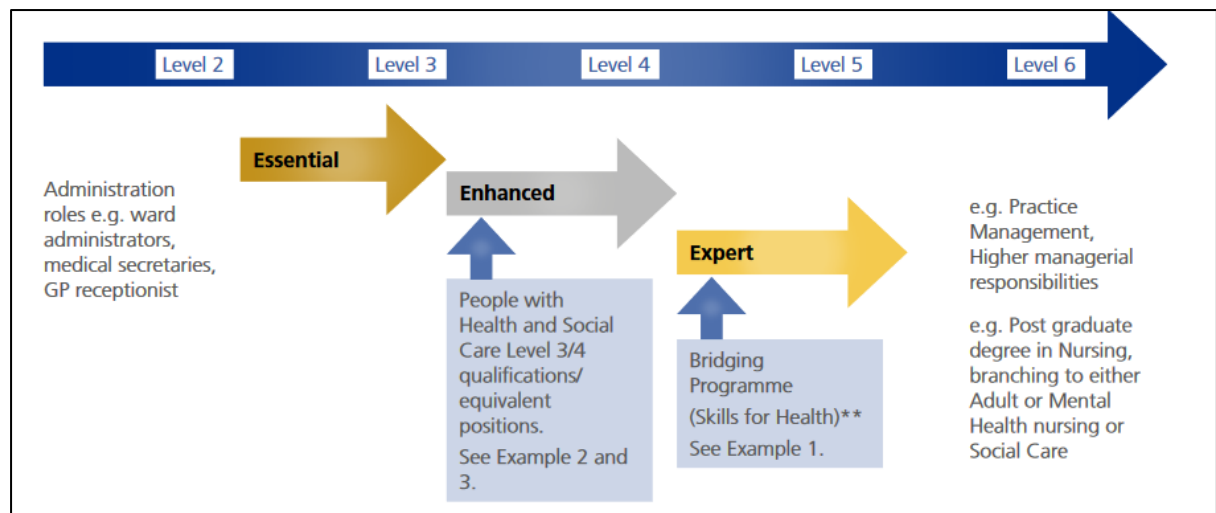 Level 2
Level 3
Level 4
Level 5
Level 6
Essential
Administration
roles e.g. ward
administrators,
medical secretaries,
GP receptionist
Enhanced
People with
Health and Social
Care Level 3/4
qualifications/
equivalent
positions.
See Example 2 and
3.
Expert
Bridging
Programme
(Skills for Health)**
See Example 1.
e.g. Practice
Management,
Higher managerial
responsibilities
e.g. Post graduate
degree in Nursing,
branching to either
Adult or Mental
Health nursing or
Social Care